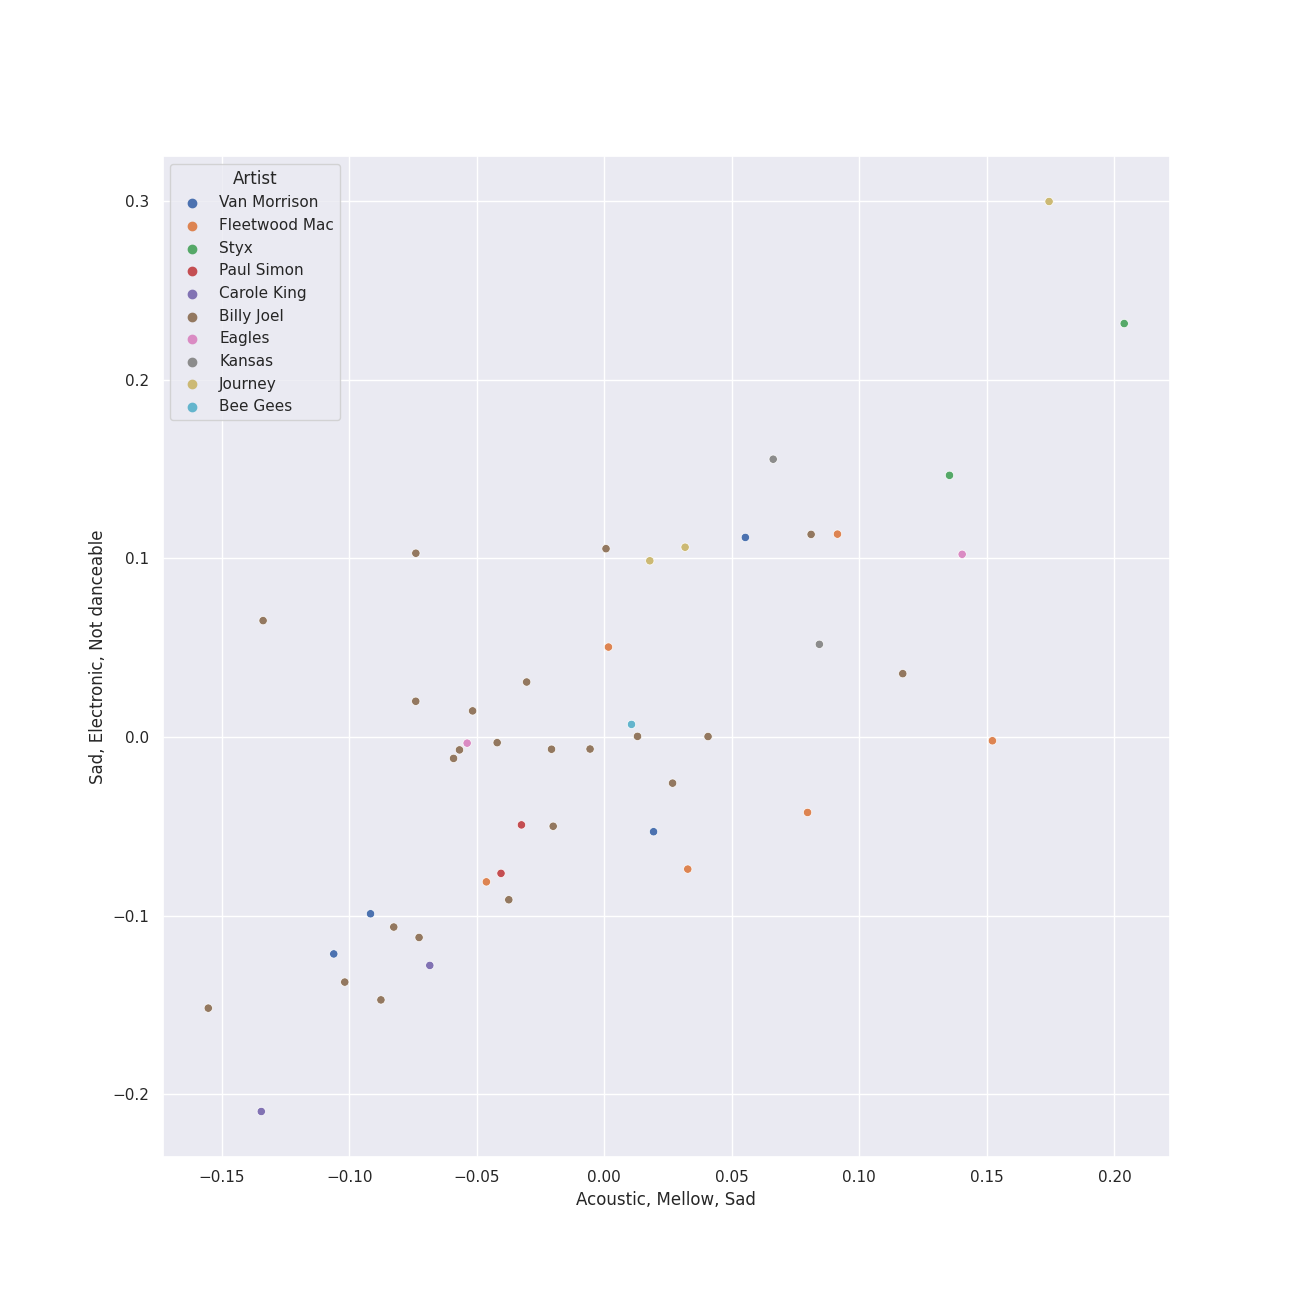 Artist
Van Morrison
Fleetwood Mac
Styx
Paul Simon
Carole King
Billy Joel
Eagles
Kansas
Journey
Bee Gees
0.3
0.2
0.1
0.0
−0.1
−0.2
Sad, Electronic, Not danceable
−0.15 −0.10 −0.05 0.00 0.05 0.10 0.15 0.20
Acoustic, Mellow, Sad